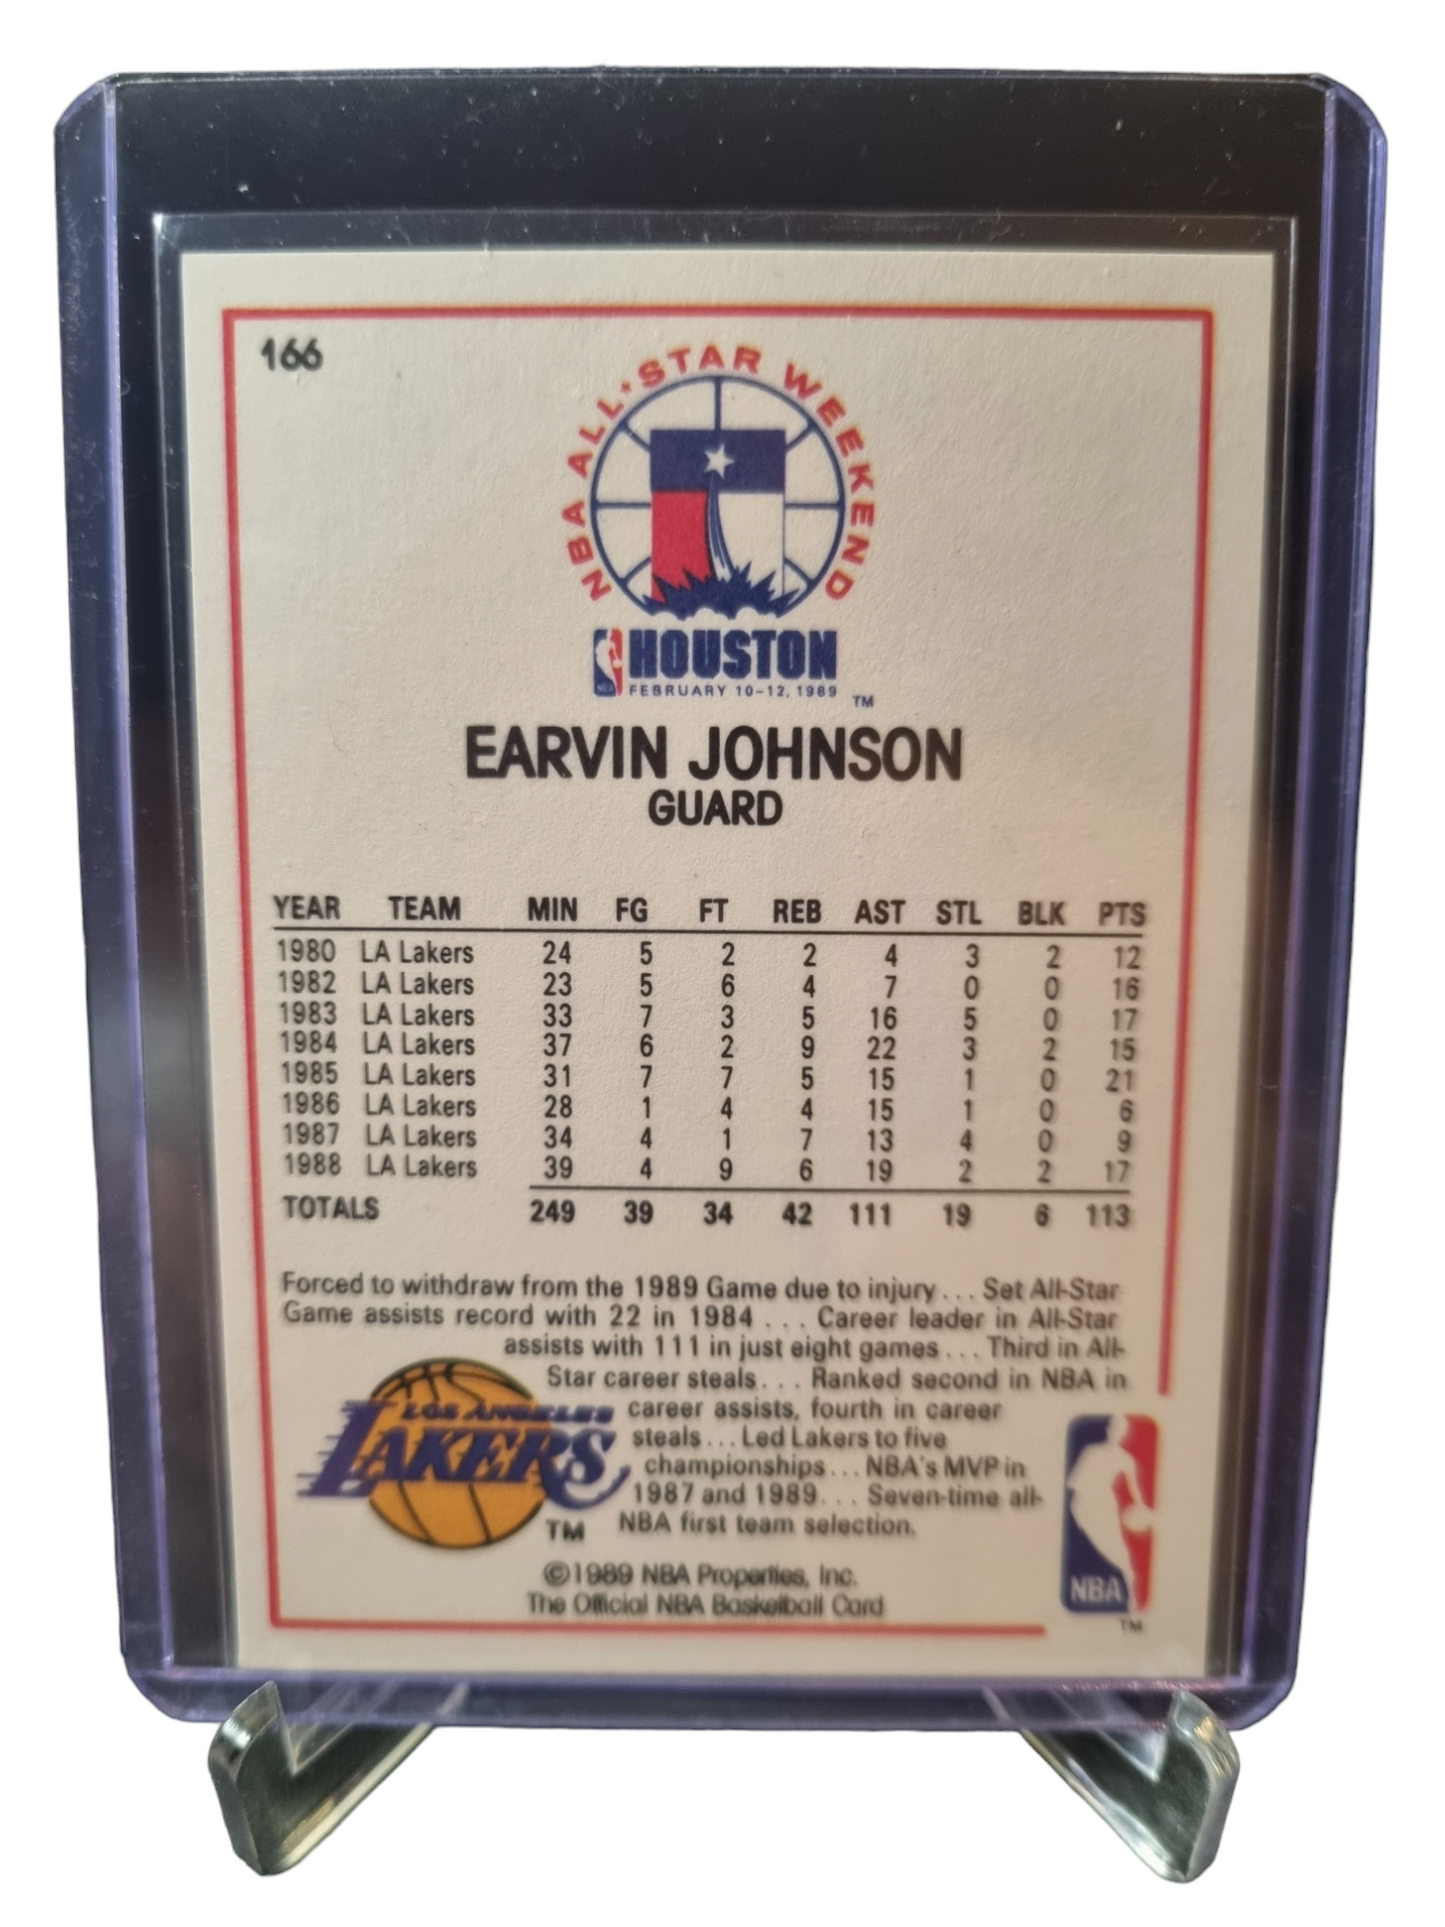 166
NBA ALL★STAR WEEKEND
HOUSTON
NBA
FEBRUARY 10-12, 1989
TM
EARVIN JOHNSON
GUARD
YEAR TEAM MIN FG FT REB AST STL BLK PTS
1980 LA Lakers 24 5 2 2 4 3 2 12
1982 LA Lakers 23 5 6 4 7 0 0 16
1983 LA Lakers 33 7 3 5 16 5 0 17
1984 LA Lakers 37 6 2 9 22 3 2 15
1985 LA Lakers 31 7 7 5 15 1 0 21
1986 LA Lakers 28 1 4 4 15 1 0 6
1987 LA Lakers 34 4 1 7 13 4 0 9
1988 LA Lakers 39 4 9 6 19 2 2 17
TOTALS 249 39 34 42 111 19 6 113
Forced to withdraw from the 1989 Game due to injury... Set All-Star
Game assists record with 22 in 1984 ... Career leader in All-Star
assists with 111 in just eight games... Third in All-
Star career steals... Ranked second in NBA in
career assists, fourth in career
steals... Led Lakers to five
championships... NBA's MVP in
1987 and 1989... Seven-time all-
NBA first team selection.
LOS ANGELES
LAKERS
TM
©1989 NBA Properties, Inc.
The Official NBA Basketball Card
NBA
TM